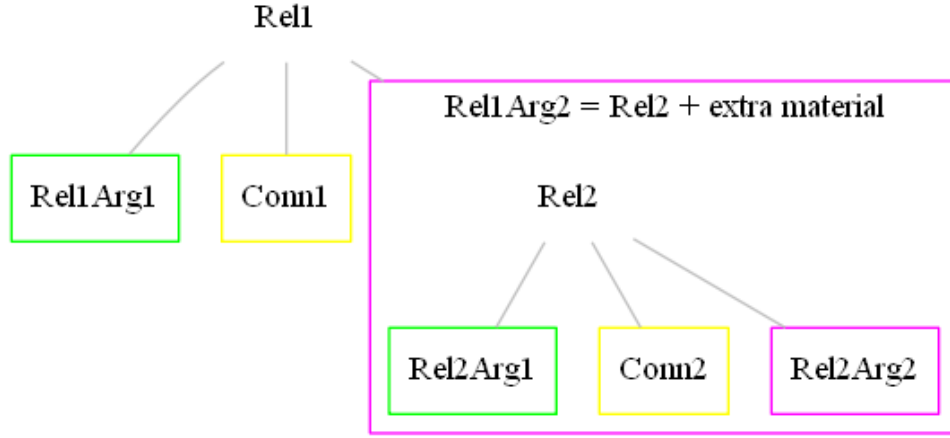 Rel1
Rel1Arg2 = Rel2 + extra material
Rel1Arg1
Conn1
Rel2
Rel2Arg1
Conn2
Rel2Arg2